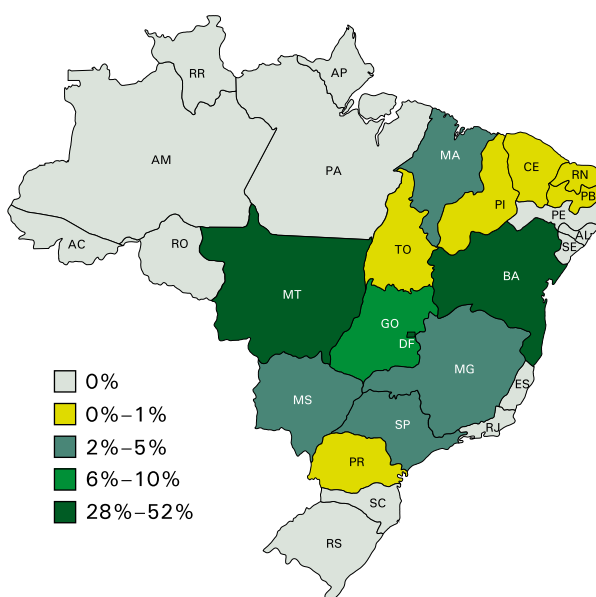 RR
AP
AM
PA
MA
CE
RN
PB
PI
PE
AL
SE
AC
RO
TO
BA
MT
GO
DF
MG
ES
MS
SP
RJ
PR
SC
RS
0%
0%–1%
2%–5%
6%–10%
28%–52%